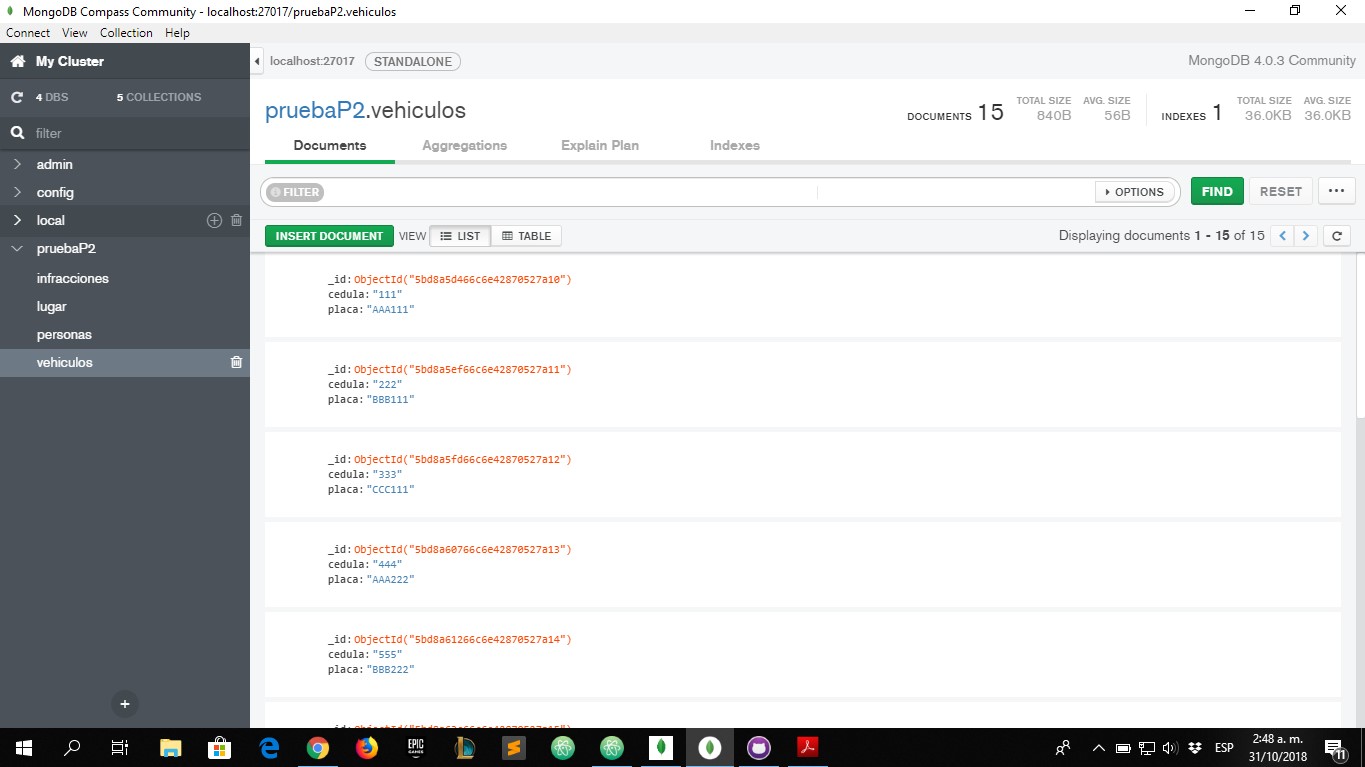 MongoDB Compass Community - localhost:27017/pruebaP2.vehiculos
Connect View Collection Help
My Cluster
localhost:27017 STANDALONE MongoDB 4.0.3 Community
4 DBS 5 COLLECTIONS
filter
admin
config
local
pruebaP2
infracciones
lugar
personas
vehiculos
pruebaP2.vehiculos
DOCUMENTS 15 TOTAL SIZE 840B AVG. SIZE 56B INDEXES 1 TOTAL SIZE 36.0KB AVG. SIZE 36.0KB
Documents Aggregations Explain Plan Indexes
FILTER OPTIONS FIND RESET
INSERT DOCUMENT VIEW LIST TABLE Displaying documents 1 - 15 of 15
_id: ObjectId("5bd8a5d466c6e42870527a10")
cedula: "111"
placa: "AAA111"
_id: ObjectId("5bd8a5ef66c6e42870527a11")
cedula: "222"
placa: "BBB111"
_id: ObjectId("5bd8a5fd66c6e42870527a12")
cedula: "333"
placa: "CCC111"
_id: ObjectId("5bd8a60766c6e42870527a13")
cedula: "444"
placa: "AAA222"
_id: ObjectId("5bd8a61266c6e42870527a14")
cedula: "555"
placa: "BBB222"
EPIC GAMES
ESP
2:48 a. m.
31/10/2018
11